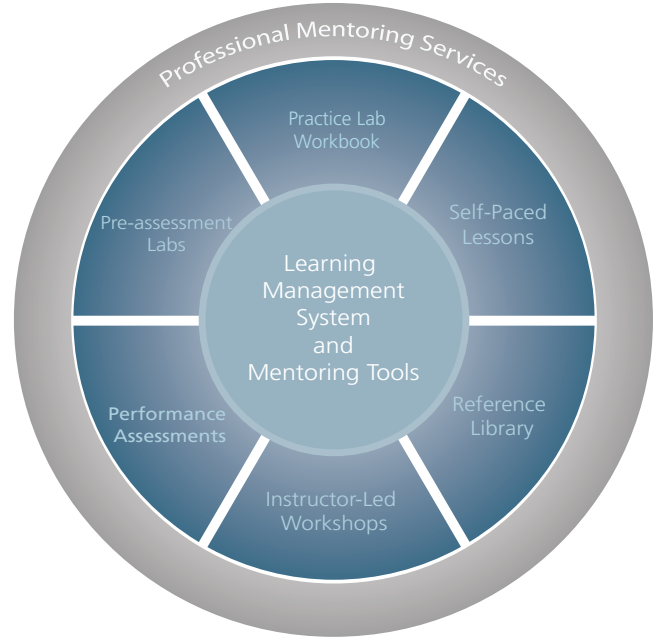 Professional Mentoring Services
Practice Lab
Workbook
Self-Paced
Lessons
Reference
Library
Instructor-Led
Workshops
Performance
Assessments
Pre-assessment
Labs
Learning
Management
System
and
Mentoring Tools